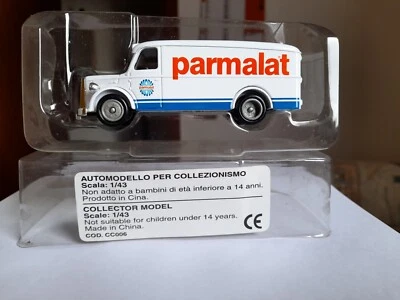 parmalat
AUTOMODELLO PER COLLEZIONISMO
Scala: 1/43
Non adatto a bambini di età inferiore a 14 anni.
Prodotto in Cina.
COLLECTOR MODEL
Scale: 1/43
Not suitable for children under 14 years.
Made in China.
COD. CC006
CE